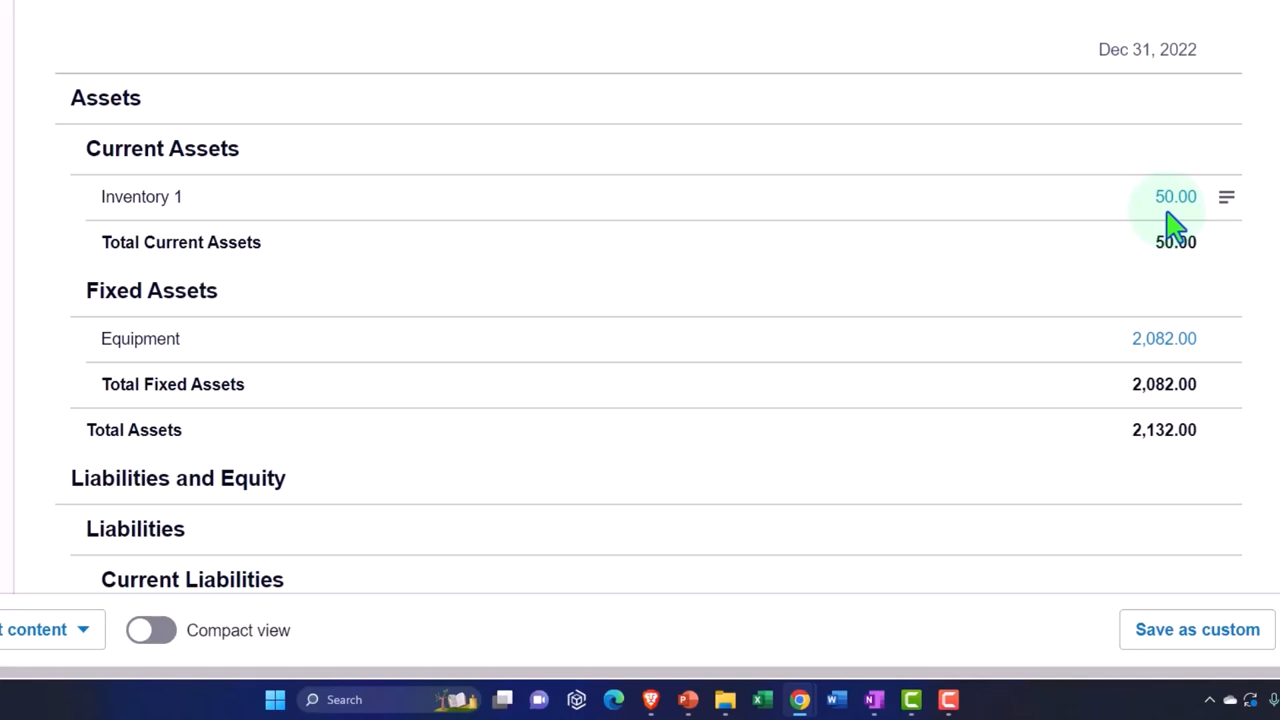 Dec 31, 2022
Assets
Current Assets
Inventory 1 50.00
Total Current Assets 50.00
Fixed Assets
Equipment 2,082.00
Total Fixed Assets 2,082.00
Total Assets 2,132.00
Liabilities and Equity
Liabilities
Current Liabilities
t content Compact view Save as custom
Search